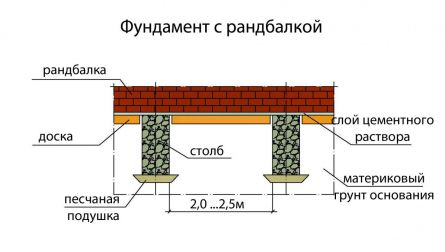 Фундамент с рандбалкой
рандбалка
доска
столб
песчаная
подушка
2,0 ...2,5м
слой цементного
раствора
материковый
грунт основания